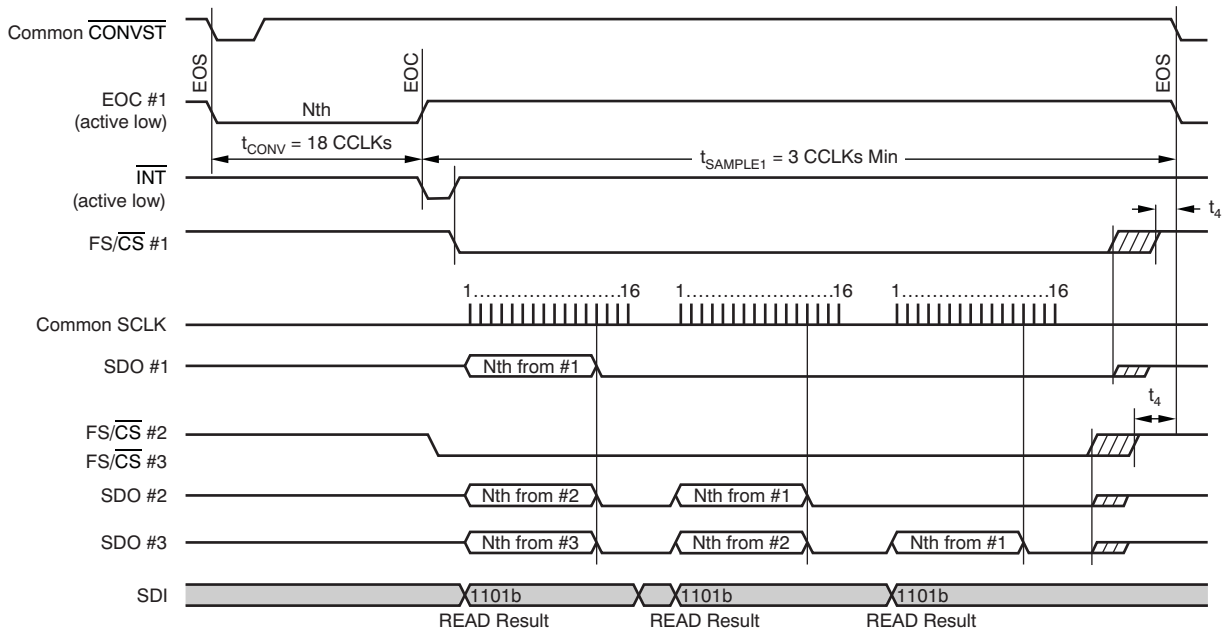 Common CONVST
EOS
EOC
EOS
EOC #1
(active low)
Nth
tCONV = 18 CCLKs
tSAMPLE1 = 3 CCLKs Min
INT
(active low)
t4
FS/CS #1
1......................16
1......................16
1......................16
Common SCLK
SDO #1
Nth from #1
t4
FS/CS #2
FS/CS #3
SDO #2
Nth from #2
Nth from #1
SDO #3
Nth from #3
Nth from #2
Nth from #1
SDI
1101b
1101b
1101b
READ Result
READ Result
READ Result